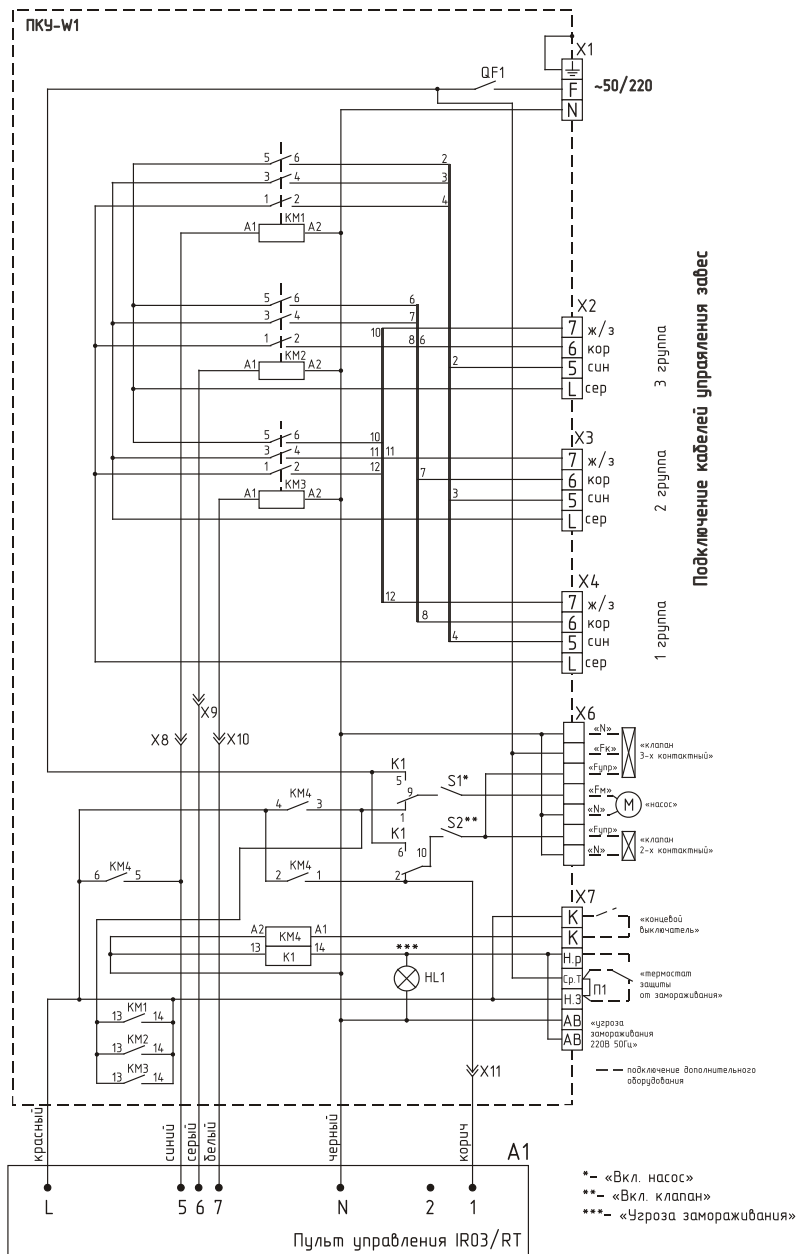 ПКУ-W1
X1
QF1
F
~50/220
N
5 6
2
3 4
3
1 2
4
KM1
A1 A2
5 6
6
3 4
7
1 2
8 6
10
KM2
A1 A2
2
X2
7 ж/з
6 кор
5 син
L сер
3 группа
5 6
10
3 4
11 11
1 2
12
KM3
A1 A2
7
3
X3
7 ж/з
6 кор
5 син
L сер
2 группа
Подключение кабелей упраяления завес
12
8
4
X4
7 ж/з
6 кор
5 син
L сер
1 группа
X9
X8
X10
X6
«N»
«Fк»
«Fупр»
«клапан
3-х контактный»
«Fм»
«N»
M
«насос»
«Fупр»
«N»
«клапан
2-х контактный»
K1
5
9
1
S1*
KM4
4 3
K1
6
10
2
S2**
KM4
6 5
KM4
2 1
A2 KM4 A1
13 K1 14
***
HL1
X7
K
K
Н.р
Ср.Т
Н.З
АВ
АВ
П1
«концевой
выключатель»
«термостат
защиты
от замораживания»
«угроза
замораживания
220В 50Гц»
KM1
13 14
KM2
13 14
KM3
13 14
X11
подключение дополнительного
оборудования
красный
синий
серый
белый
черный
корич
A1
L
5 6 7
N
2
1
Пульт управления IR03/RT
*- «Вкл. насос»
**- «Вкл. клапан»
***- «Угроза замораживания»